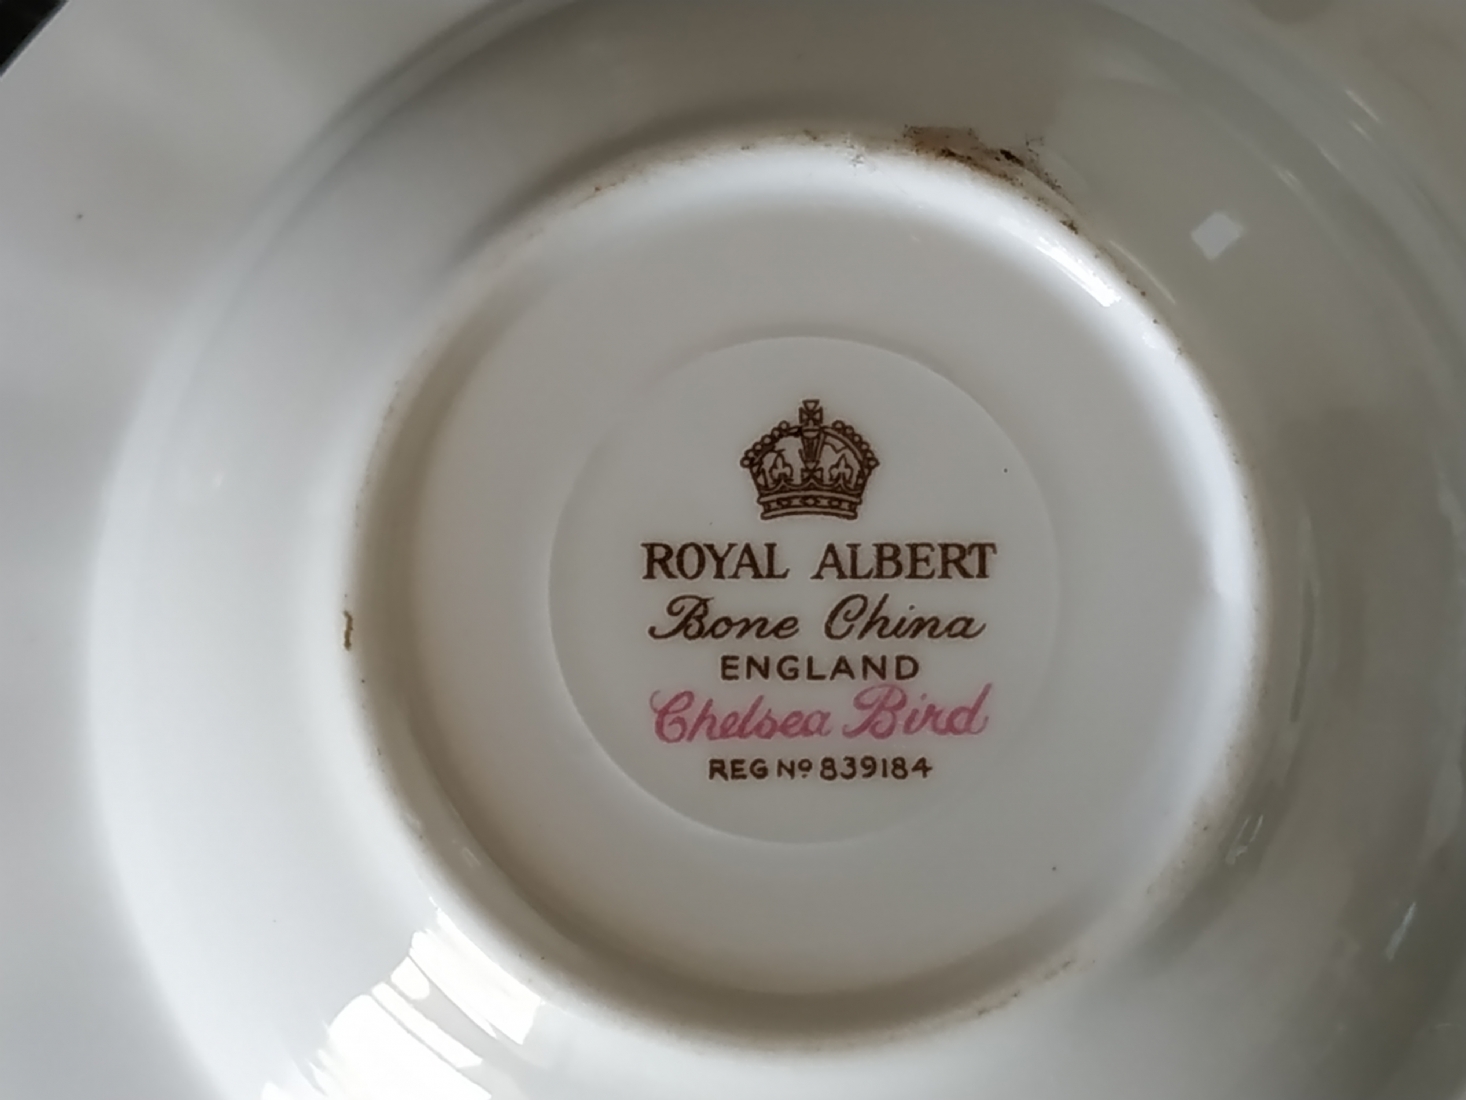 ROYAL ALBERT
Bone China
ENGLAND
Chelsea Bird
REG Nº 839184